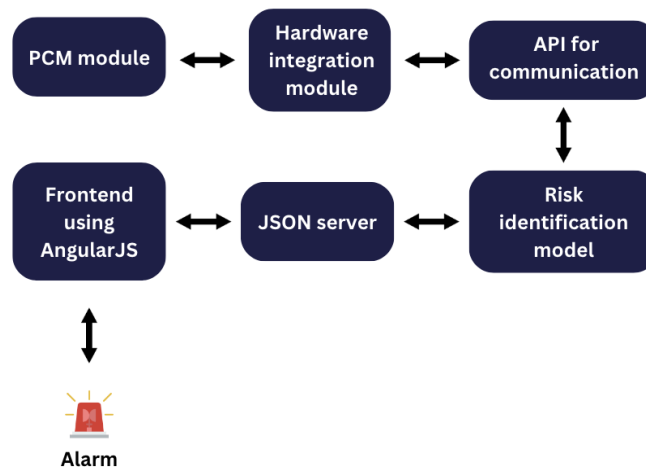 PCM module
Hardware
integration
module
API for
communication
Frontend
using
AngularJS
JSON server
Risk
identification
model
Alarm